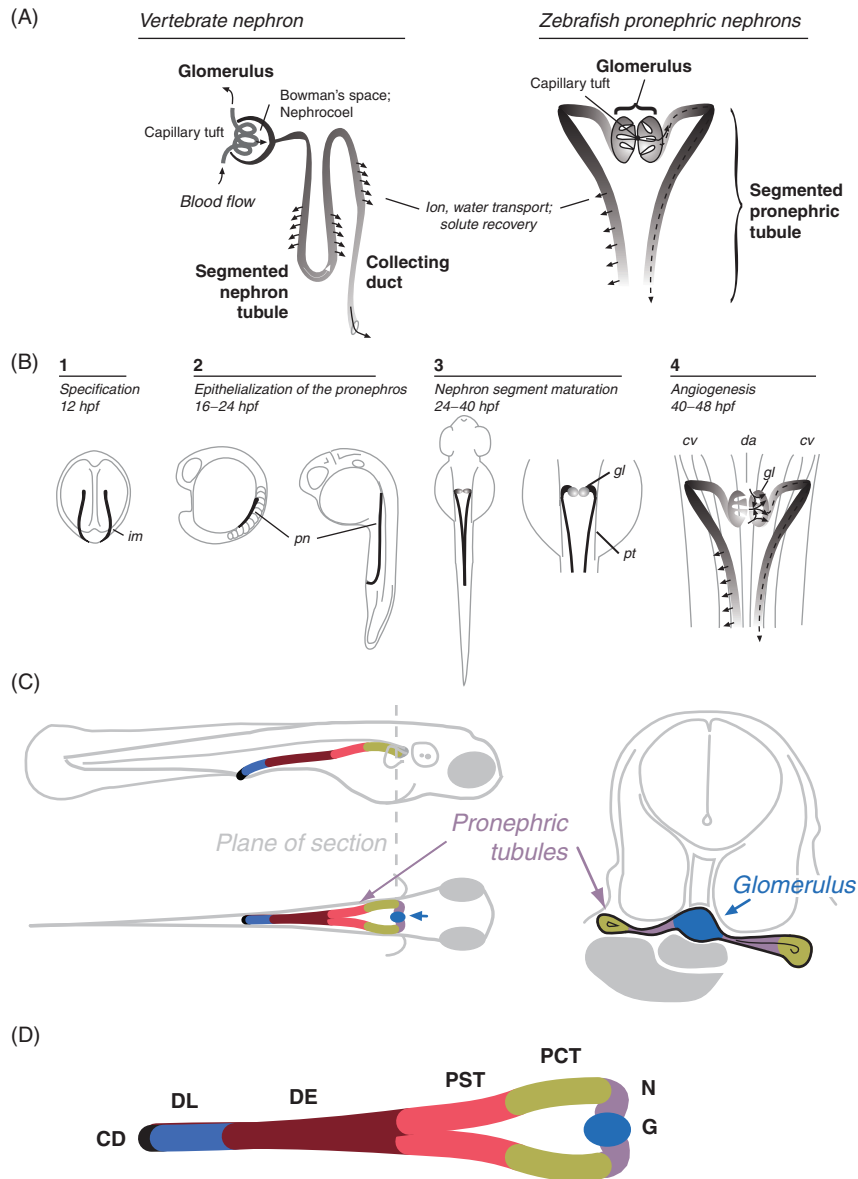 (A)
Vertebrate nephron
Zebrafish pronephric nephrons
Glomerulus
Bowman's space;
Nephrocoel
Capillary tuft
Blood flow
Segmented
nephron
tubule
Collecting
duct
Ion, water transport;
solute recovery
Glomerulus
Capillary tuft
Segmented
pronephric
tubule
(B)
1
Specification
12 hpf
im
2
Epithelialization of the pronephros
16–24 hpf
pn
3
Nephron segment maturation
24–40 hpf
gl
pt
4
Angiogenesis
40–48 hpf
cv
da
cv
gl
(C)
Plane of section
Pronephric
tubules
Glomerulus
(D)
CD
DL
DE
PST
PCT
N
G